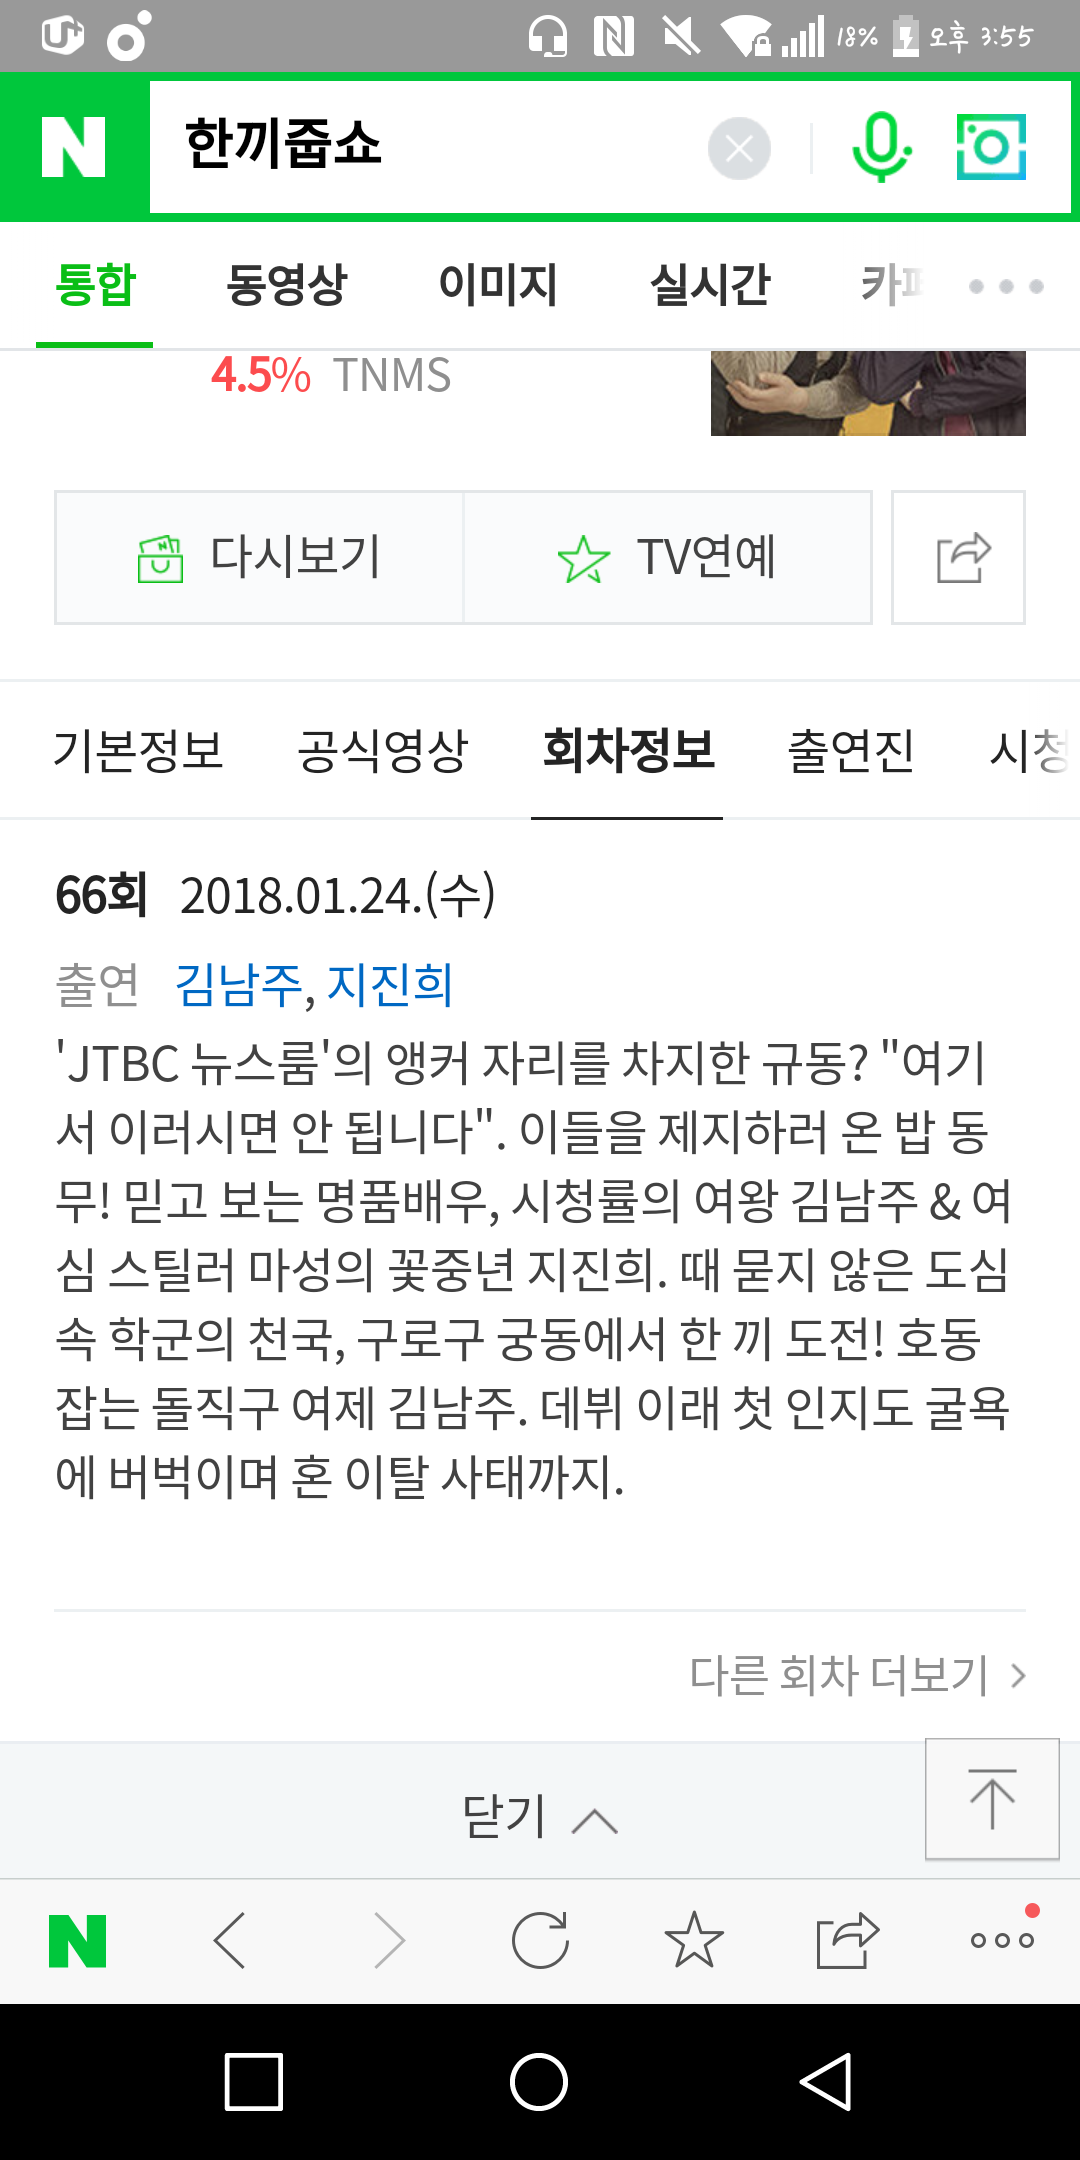 18% 오후 3:55
N 한끼줍쇼
통합 동영상 이미지 실시간
4.5% TNMS
다시보기 TV연예
기본정보 공식영상 회차정보 출연진 시청
66회 2018.01.24.(수)
출연 김남주, 지진희
'JTBC 뉴스룸'의 앵커 자리를 차지한 규동? "여기
서 이러시면 안 됩니다". 이들을 제지하러 온 밥 동
무! 믿고 보는 명품배우, 시청률의 여왕 김남주 & 여
심 스틸러 마성의 꽃중년 지진희. 때 묻지 않은 도심
속 학군의 천국, 구로구 궁동에서 한 끼 도전! 호동
잡는 돌직구 여제 김남주. 데뷔 이래 첫 인지도 굴욕
에 버벅이며 혼 이탈 사태까지.
다른 회차 더보기
닫기
N